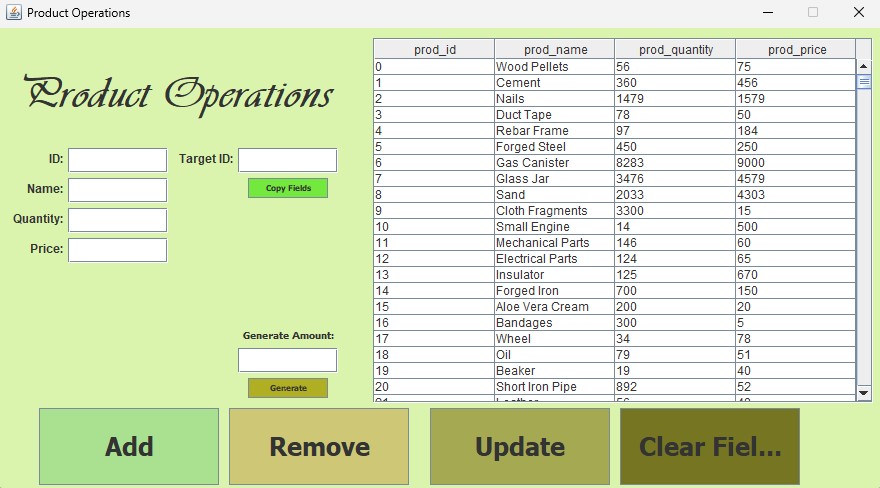 Product Operations
Product Operations
ID:
Target ID:
Name:
Copy Fields
Quantity:
Price:
Generate Amount:
Generate
prod_id prod_name prod_quantity prod_price
0 Wood Pellets 56 75
1 Cement 360 456
2 Nails 1479 1579
3 Duct Tape 78 50
4 Rebar Frame 97 184
5 Forged Steel 450 250
6 Gas Canister 8283 9000
7 Glass Jar 3476 4579
8 Sand 2033 4303
9 Cloth Fragments 3300 15
10 Small Engine 14 500
11 Mechanical Parts 146 60
12 Electrical Parts 124 65
13 Insulator 125 670
14 Forged Iron 700 150
15 Aloe Vera Cream 200 20
16 Bandages 300 5
17 Wheel 34 78
18 Oil 79 51
19 Beaker 19 40
20 Short Iron Pipe 892 52
Add
Remove
Update
Clear Fiel...